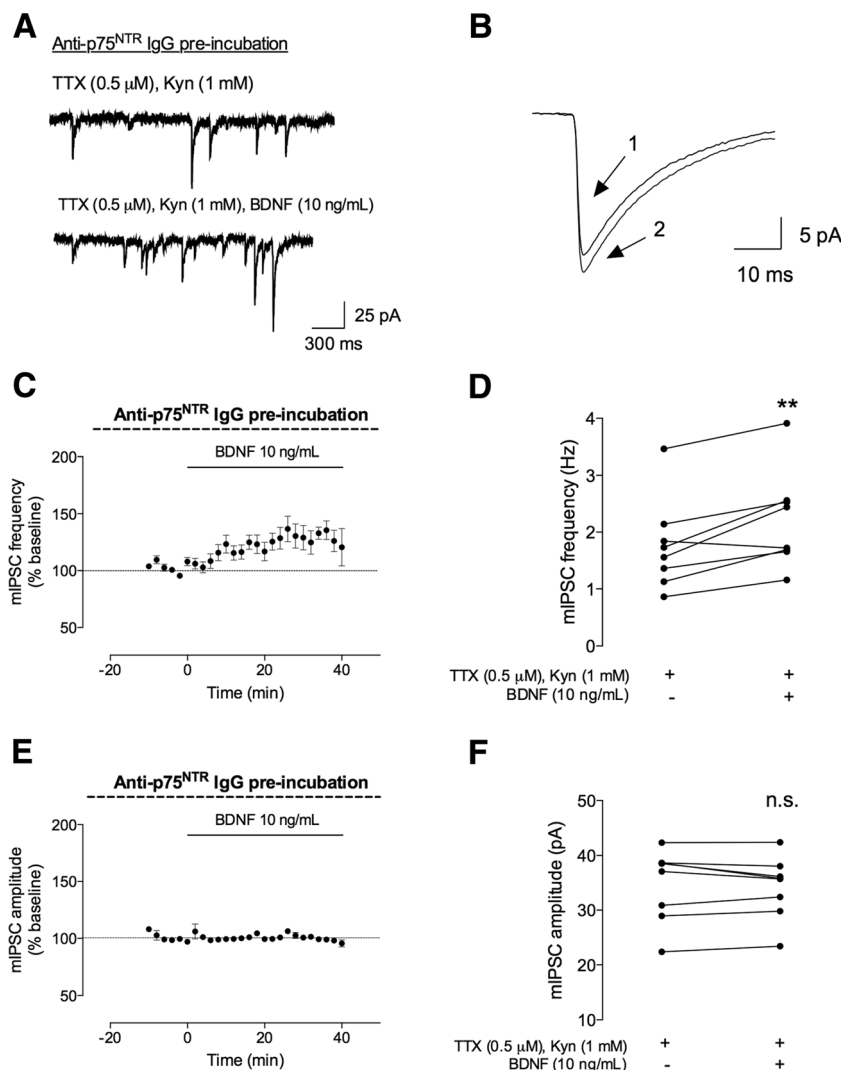 A
Anti-p75NTR IgG pre-incubation
TTX (0.5 μM), Kyn (1 mM)
TTX (0.5 μM), Kyn (1 mM), BDNF (10 ng/mL)
25 pA
300 ms
B
1
2
5 pA
10 ms
C
Anti-p75NTR IgG pre-incubation
BDNF 10 ng/mL
mIPSC frequency
(% baseline)
200
150
100
50
-20 0 20 40
Time (min)
D
**
mIPSC frequency (Hz)
4
3
2
1
0
TTX (0.5 μM), Kyn (1 mM) + +
BDNF (10 ng/mL) - +
E
Anti-p75NTR IgG pre-incubation
BDNF 10 ng/mL
mIPSC amplitude
(% baseline)
200
150
100
50
-20 0 20 40
Time (min)
F
n.s.
mIPSC amplitude (pA)
50
40
30
20
10
TTX (0.5 μM), Kyn (1 mM) + +
BDNF (10 ng/mL) - +